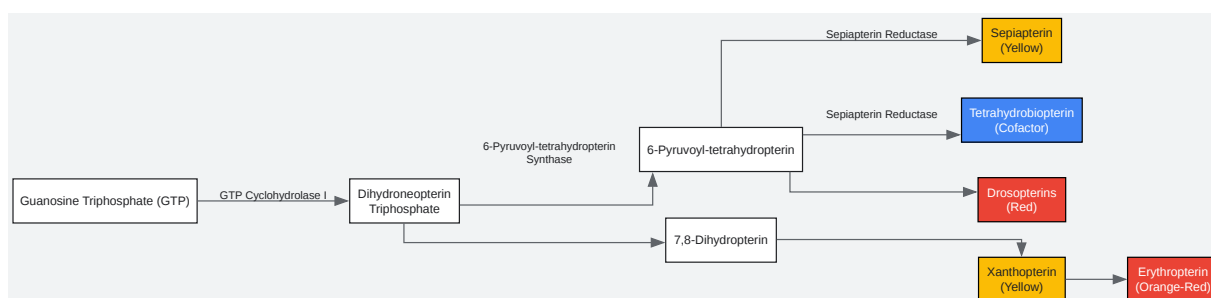 Sepiapterin Reductase
Sepiapterin
(Yellow)
Sepiapterin Reductase
Tetrahydrobiopterin
(Cofactor)
6-Pyruvoyl-tetrahydropterin
Synthase
6-Pyruvoyl-tetrahydropterin
Guanosine Triphosphate (GTP)
GTP Cyclohydrolase I
Dihydroneopterin
Triphosphate
Drosopterins
(Red)
7,8-Dihydropterin
Xanthopterin
(Yellow)
Erythropterin
(Orange-Red)